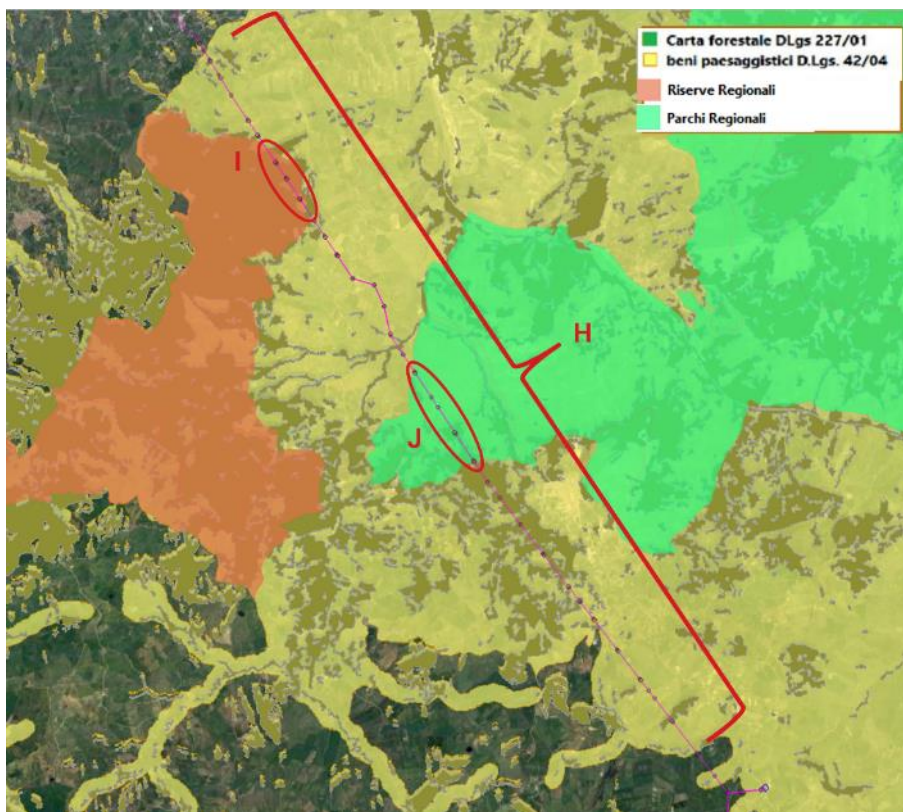 Carta forestale DLgs 227/01
beni paesaggistici D.Lgs. 42/04
Riserve Regionali
Parchi Regionali
I
H
J